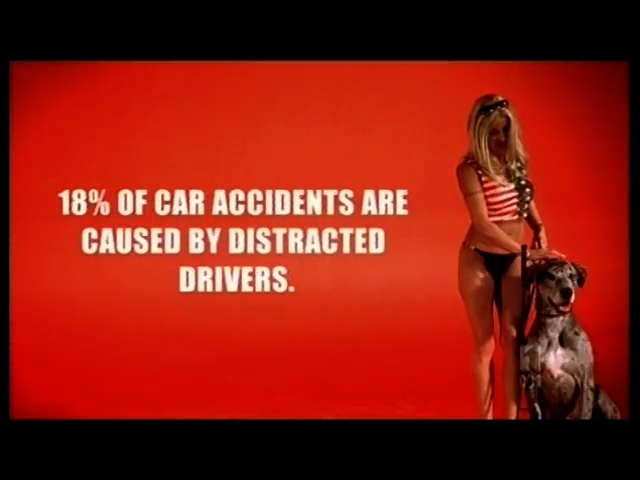 18% OF CAR ACCIDENTS ARE
CAUSED BY DISTRACTED
DRIVERS.